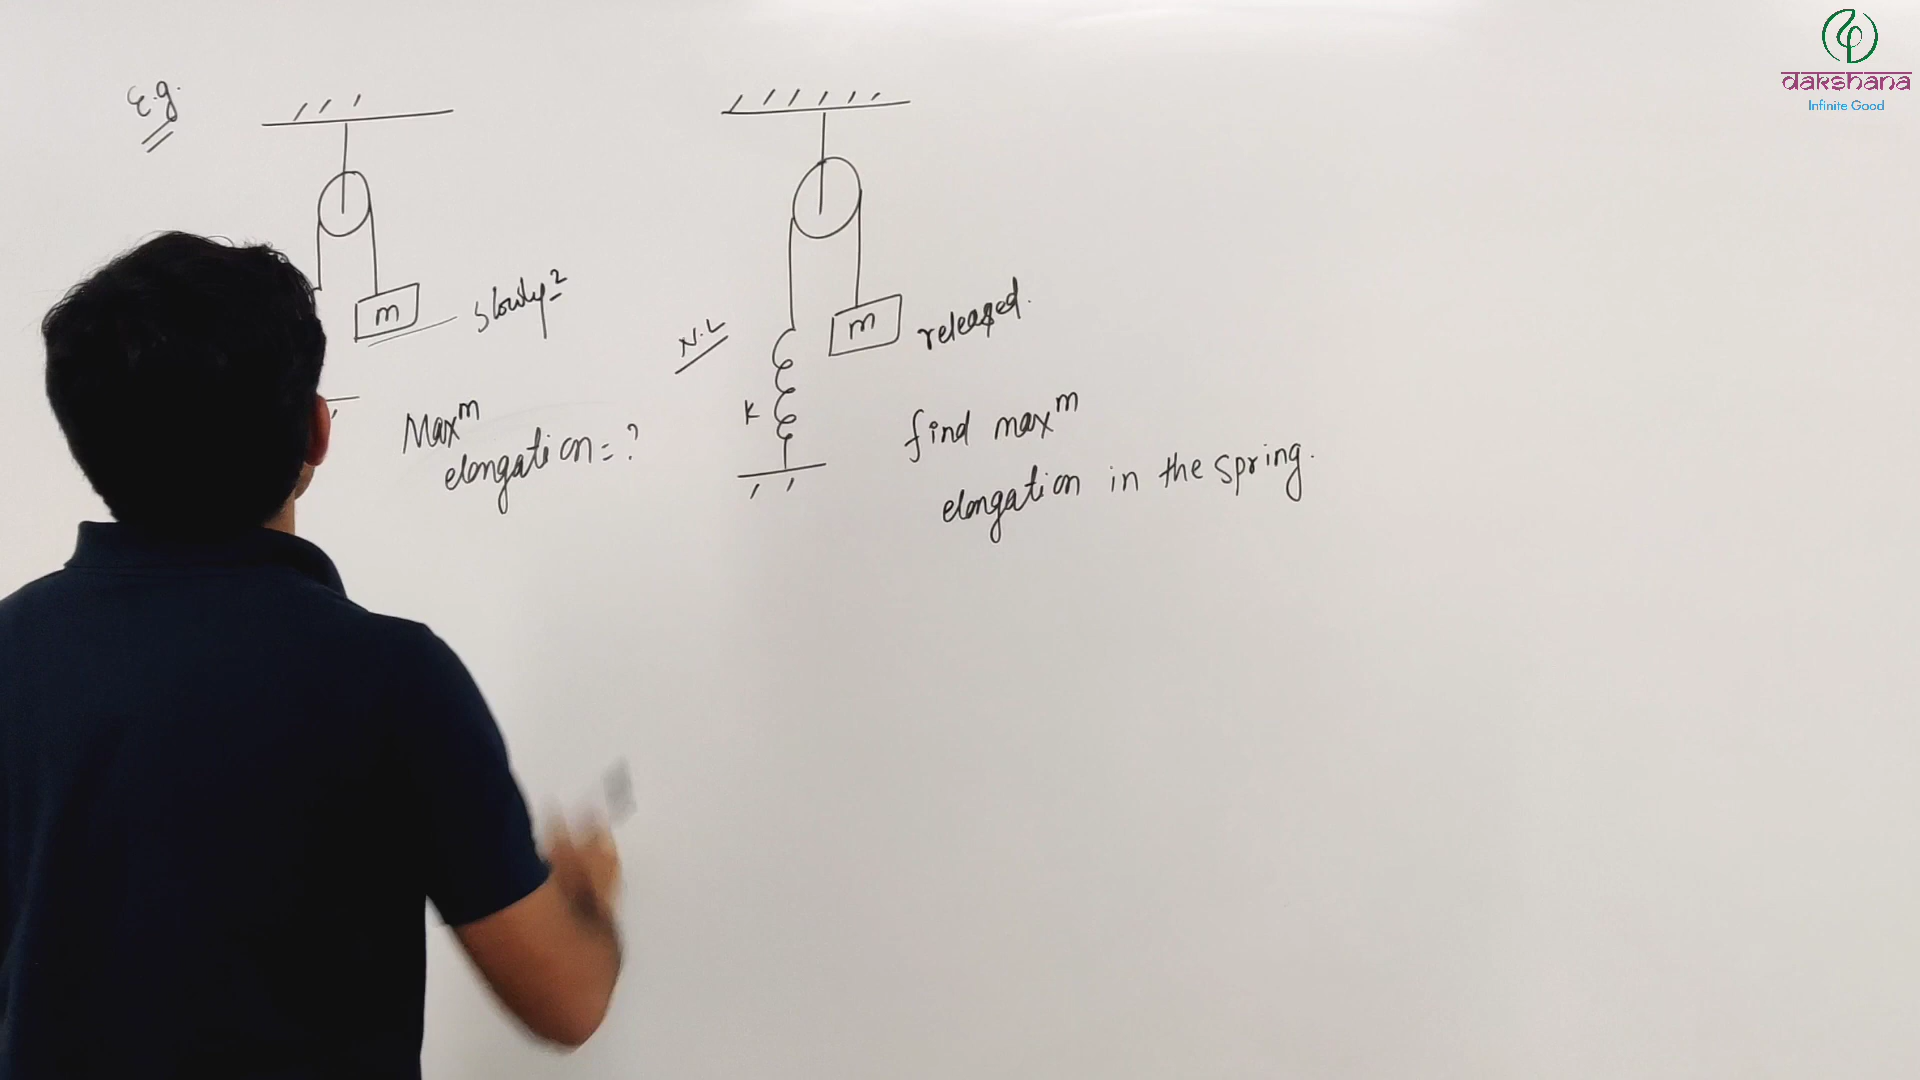 E.g.
m
slowly
Max^m
elongation = ?
N.L
K
m
released.
find max^m
elongation in the spring.
dakshana
Infinite Good